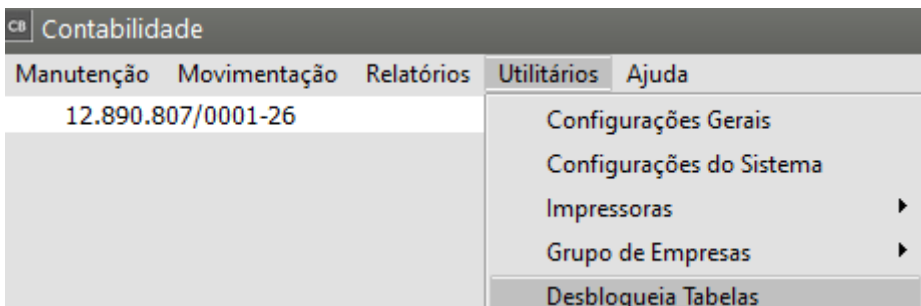 CB Contabilidade
Manutenção Movimentação Relatórios Utilitários Ajuda
12.890.807/0001-26
Configurações Gerais
Configurações do Sistema
Impressoras
Grupo de Empresas
Desbloqueia Tabelas